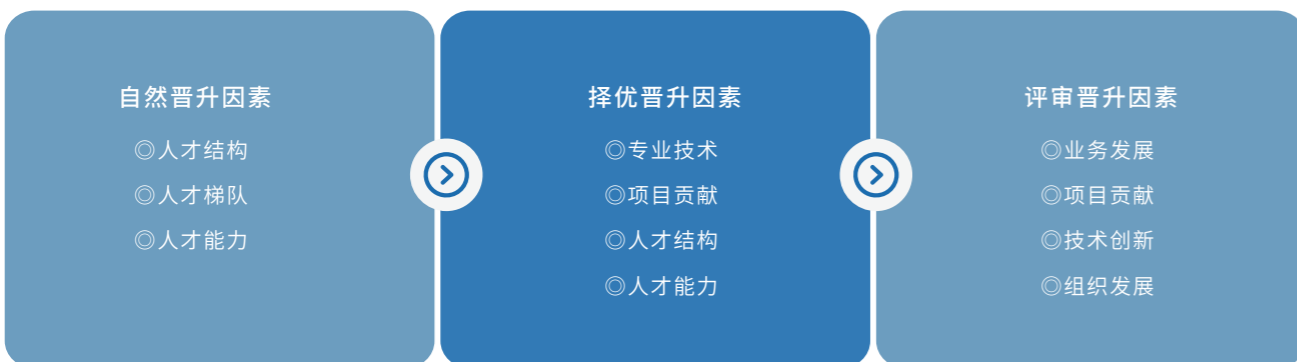 自然晋升因素
◎人才结构
◎人才梯队
◎人才能力
择优晋升因素
◎专业技术
◎项目贡献
◎人才结构
◎人才能力
评审晋升因素
◎业务发展
◎项目贡献
◎技术创新
◎组织发展